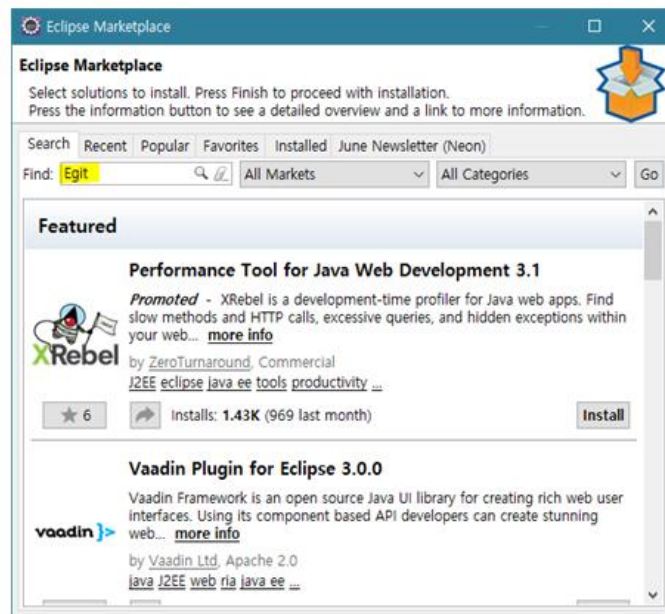 Eclipse Marketplace
Eclipse Marketplace
Select solutions to install. Press Finish to proceed with installation.
Press the information button to see a detailed overview and a link to more information.
Search Recent Popular Favorites Installed June Newsletter (Neon)
Find: Egit All Markets All Categories Go
Featured
Performance Tool for Java Web Development 3.1
Promoted - XRebel is a development-time profiler for Java web apps. Find
slow methods and HTTP calls, excessive queries, and hidden exceptions within
your web... more info
XRebel
by ZeroTurnaround, Commercial
J2EE eclipse java ee tools productivity ...
6 Installs: 1.43K (969 last month) Install
Vaadin Plugin for Eclipse 3.0.0
Vaadin Framework is an open source Java UI library for creating rich web user
interfaces. Using its component based API developers can create stunning
web... more info
vaadin }>
by Vaadin Ltd, Apache 2.0
java J2EE web ria java ee ...